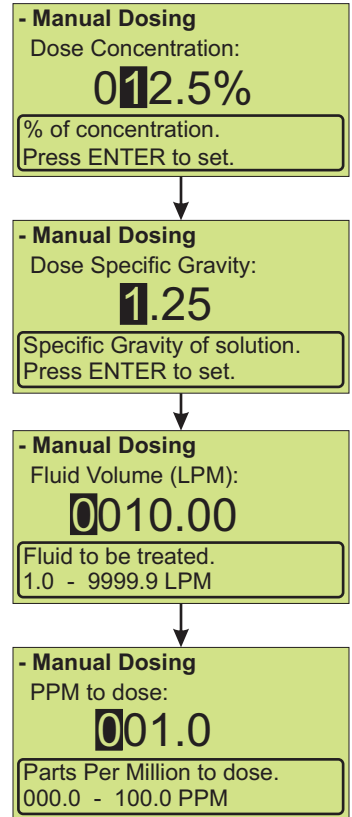 - Manual Dosing
Dose Concentration:
012.5%
% of concentration.
Press ENTER to set.
- Manual Dosing
Dose Specific Gravity:
1.25
Specific Gravity of solution.
Press ENTER to set.
- Manual Dosing
Fluid Volume (LPM):
0010.00
Fluid to be treated.
1.0 - 9999.9 LPM
- Manual Dosing
PPM to dose:
001.0
Parts Per Million to dose.
000.0 - 100.0 PPM